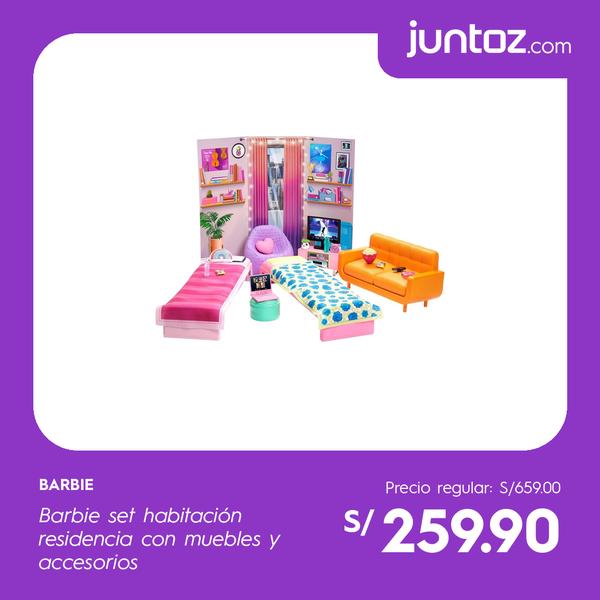 juntoz.com
BARBIE
Barbie set habitación
residencia con muebles y
accesorios
Precio regular: S/659.00
S/ 259.90